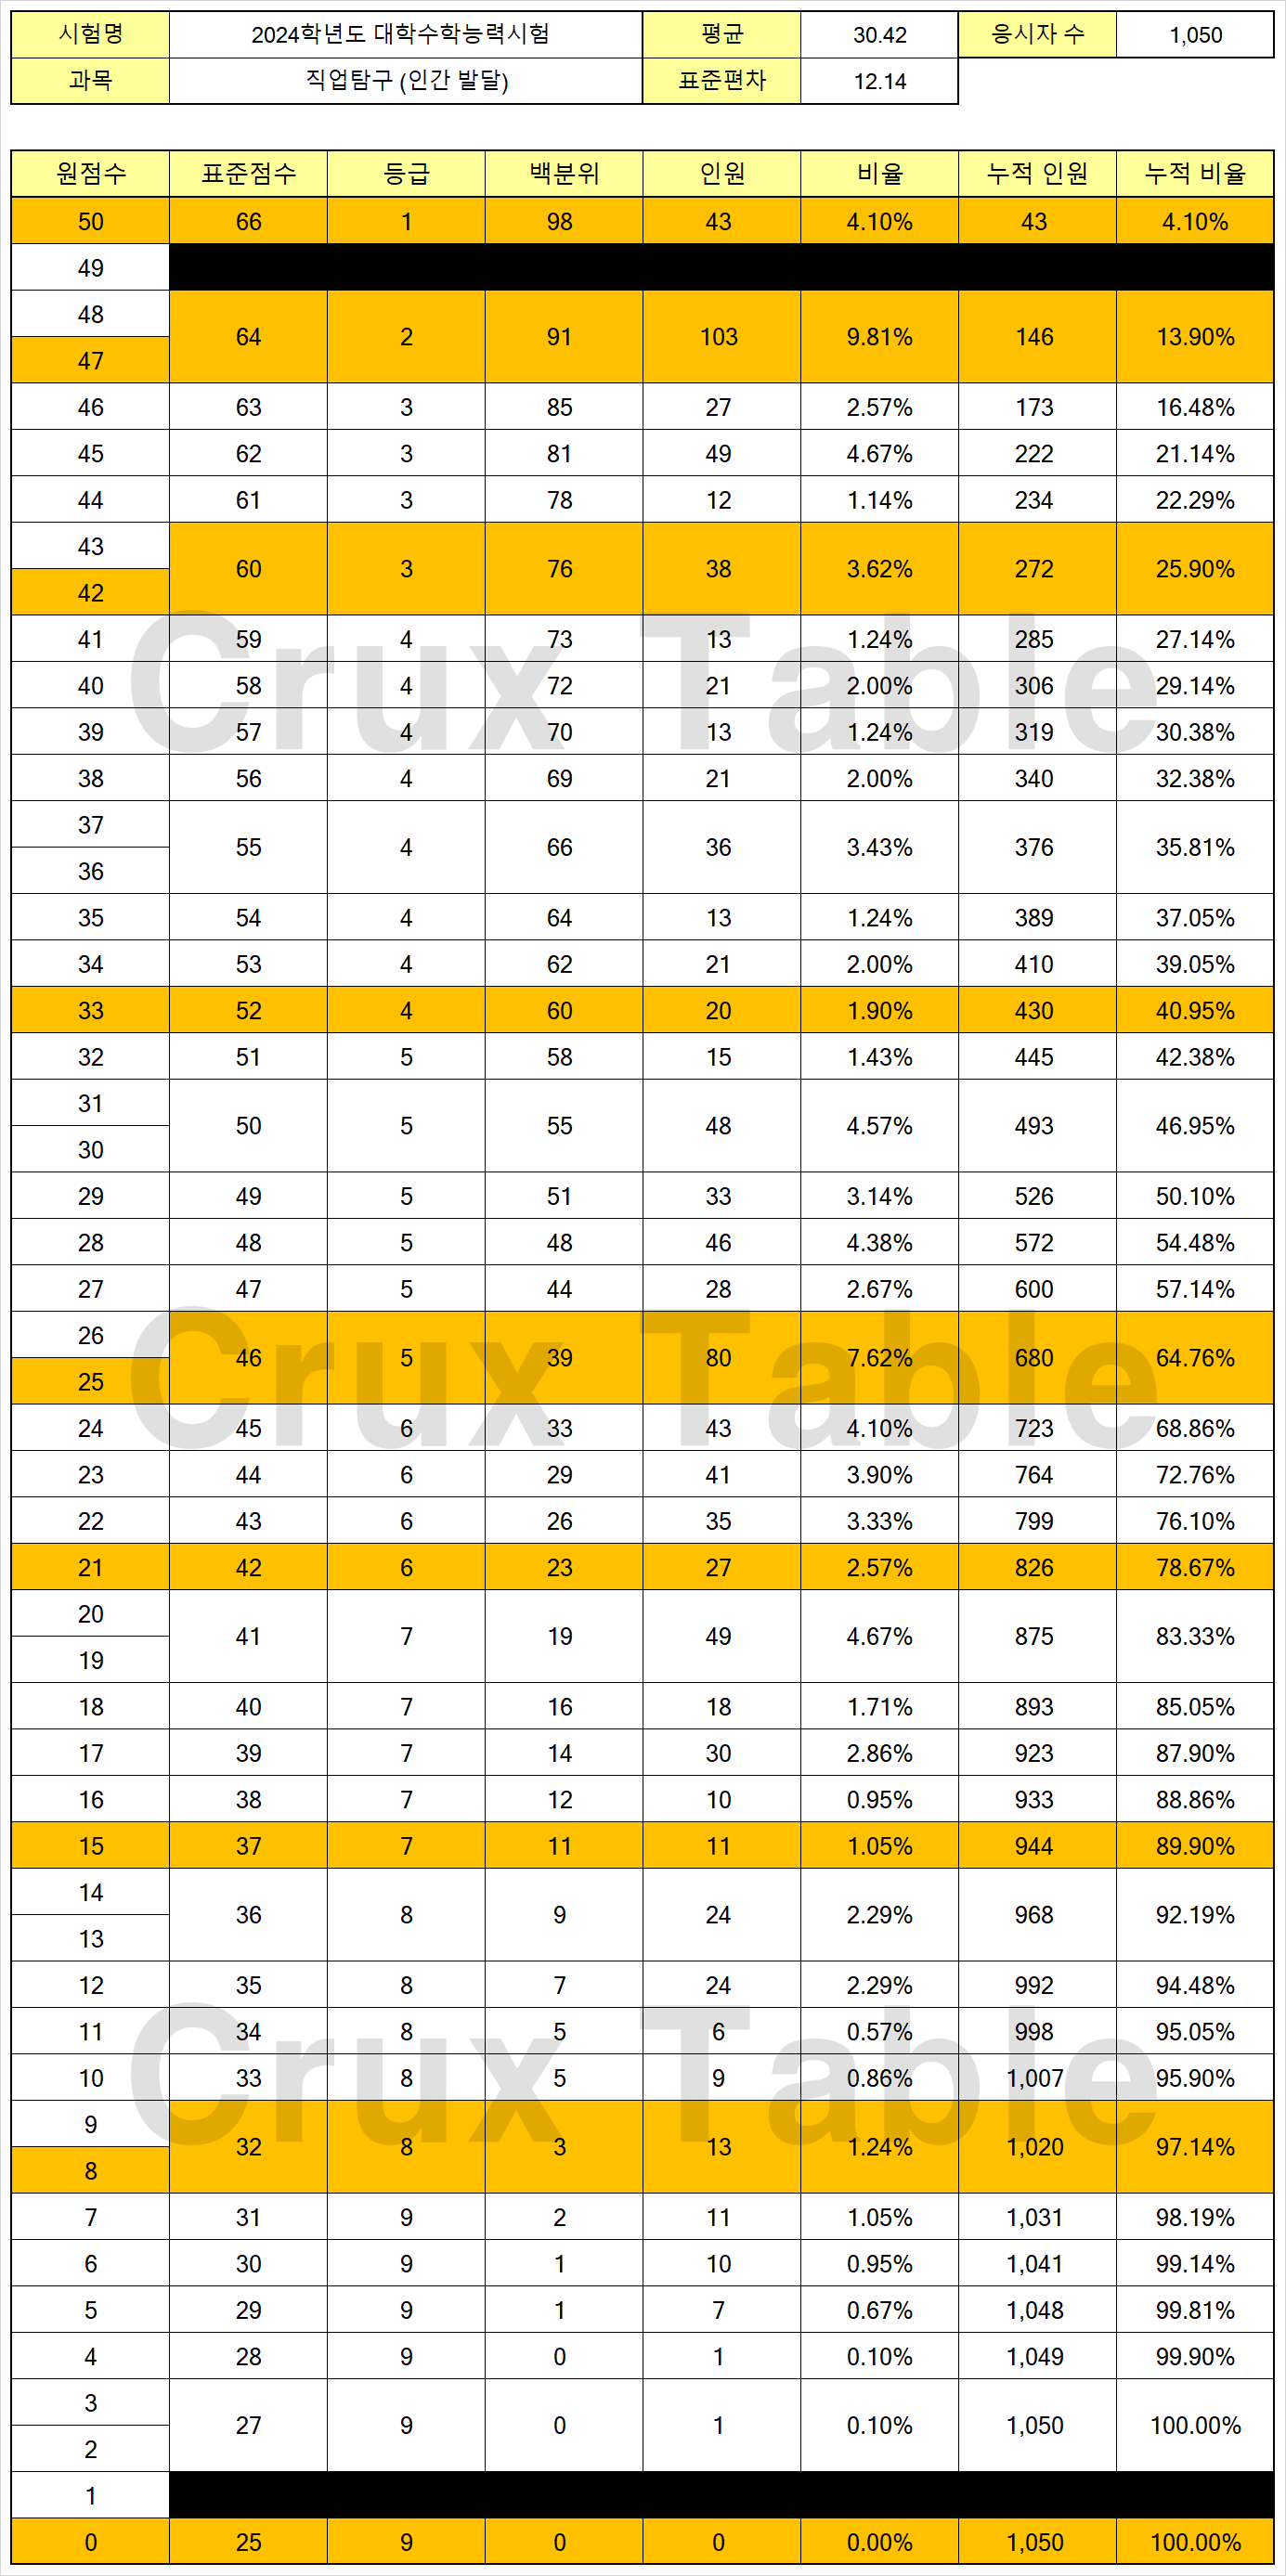 시험명 2024학년도 대학수학능력시험 평균 30.42 응시자 수 1,050
과목 직업탐구 (인간 발달) 표준편차 12.14
원점수 표준점수 등급 백분위 인원 비율 누적 인원 누적 비율
50 66 1 98 43 4.10% 43 4.10%
49
48
64 2 91 103 9.81% 146 13.90%
47
46 63 3 85 27 2.57% 173 16.48%
45 62 3 81 49 4.67% 222 21.14%
44 61 3 78 12 1.14% 234 22.29%
43
60 3 76 38 3.62% 272 25.90%
42
41 59 4 73 13 1.24% 285 27.14%
Crux Table
40 58 4 72 21 2.00% 306 29.14%
39 57 4 70 13 1.24% 319 30.38%
38 56 4 69 21 2.00% 340 32.38%
37
55 4 66 36 3.43% 376 35.81%
36
35 54 4 64 13 1.24% 389 37.05%
34 53 4 62 21 2.00% 410 39.05%
33 52 4 60 20 1.90% 430 40.95%
32 51 5 58 15 1.43% 445 42.38%
31
50 5 55 48 4.57% 493 46.95%
30
29 49 5 51 33 3.14% 526 50.10%
28 48 5 48 46 4.38% 572 54.48%
27 47 5 44 28 2.67% 600 57.14%
26
46 5 39 80 7.62% 680 64.76%
Crux Table
25
24 45 6 33 43 4.10% 723 68.86%
23 44 6 29 41 3.90% 764 72.76%
22 43 6 26 35 3.33% 799 76.10%
21 42 6 23 27 2.57% 826 78.67%
20
41 7 19 49 4.67% 875 83.33%
19
18 40 7 16 18 1.71% 893 85.05%
17 39 7 14 30 2.86% 923 87.90%
16 38 7 12 10 0.95% 933 88.86%
15 37 7 11 11 1.05% 944 89.90%
14
36 8 9 24 2.29% 968 92.19%
13
12 35 8 7 24 2.29% 992 94.48%
11 34 8 5 6 0.57% 998 95.05%
Crux Table
10 33 8 5 9 0.86% 1,007 95.90%
9
32 8 3 13 1.24% 1,020 97.14%
8
7 31 9 2 11 1.05% 1,031 98.19%
6 30 9 1 10 0.95% 1,041 99.14%
5 29 9 1 7 0.67% 1,048 99.81%
4 28 9 0 1 0.10% 1,049 99.90%
3
27 9 0 1 0.10% 1,050 100.00%
2
1
0 25 9 0 0 0.00% 1,050 100.00%